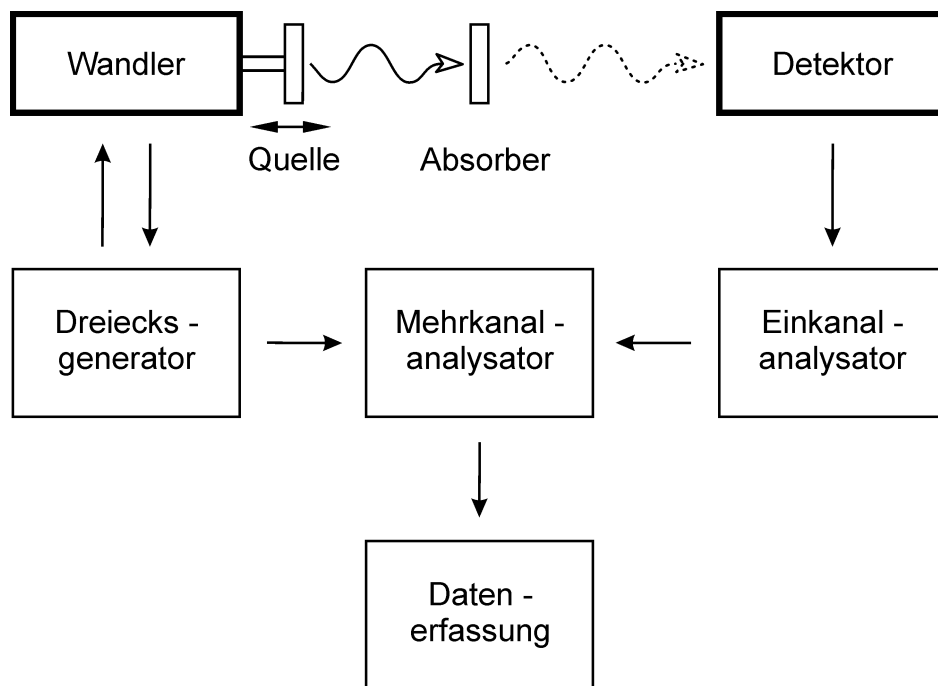 Wandler
Detektor
Quelle
Absorber
Dreiecks -
generator
Mehrkanal -
analysator
Einkanal -
analysator
Daten -
erfassung